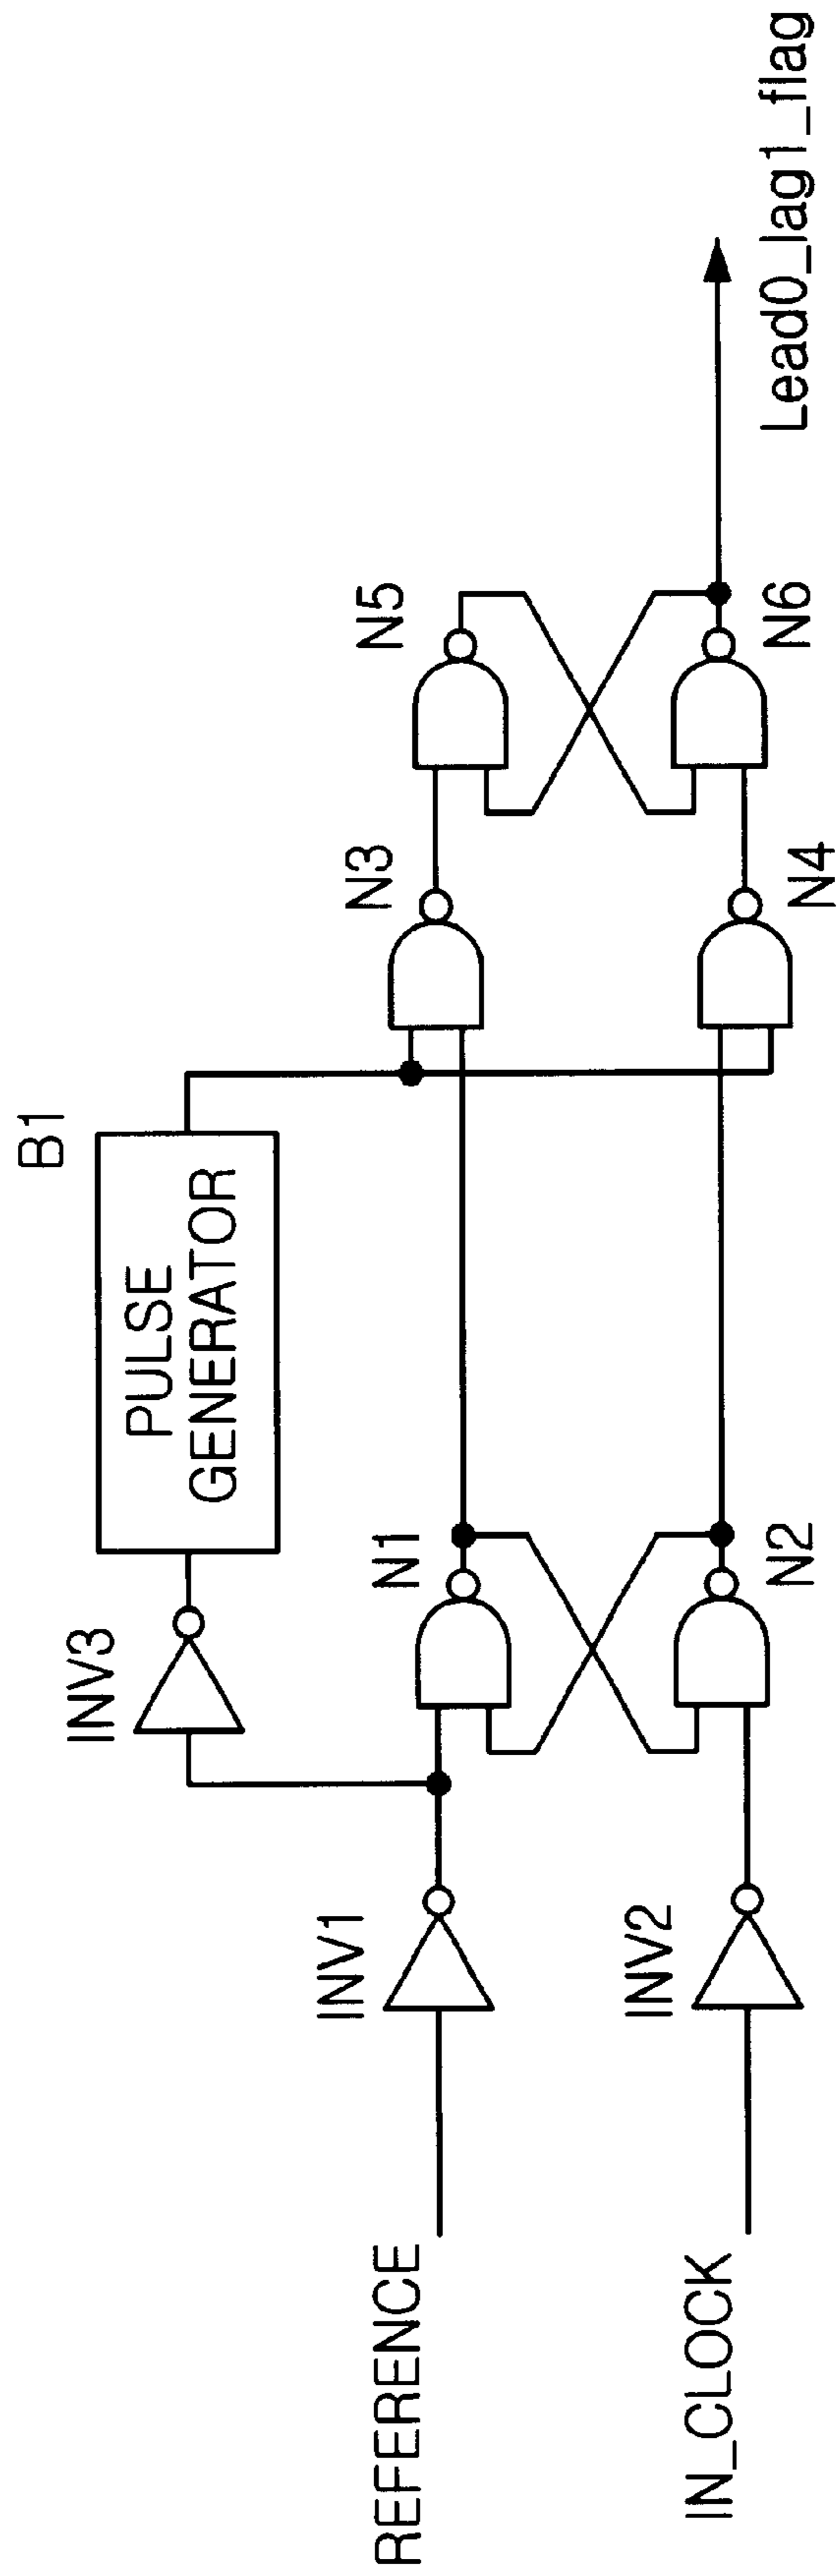 B1
PULSE
GENERATOR
INV3
N1
N3
N5
INV1
REFERENCE
INV2
N2
N4
N6
IN_CLOCK
Lead0_lag1_flag